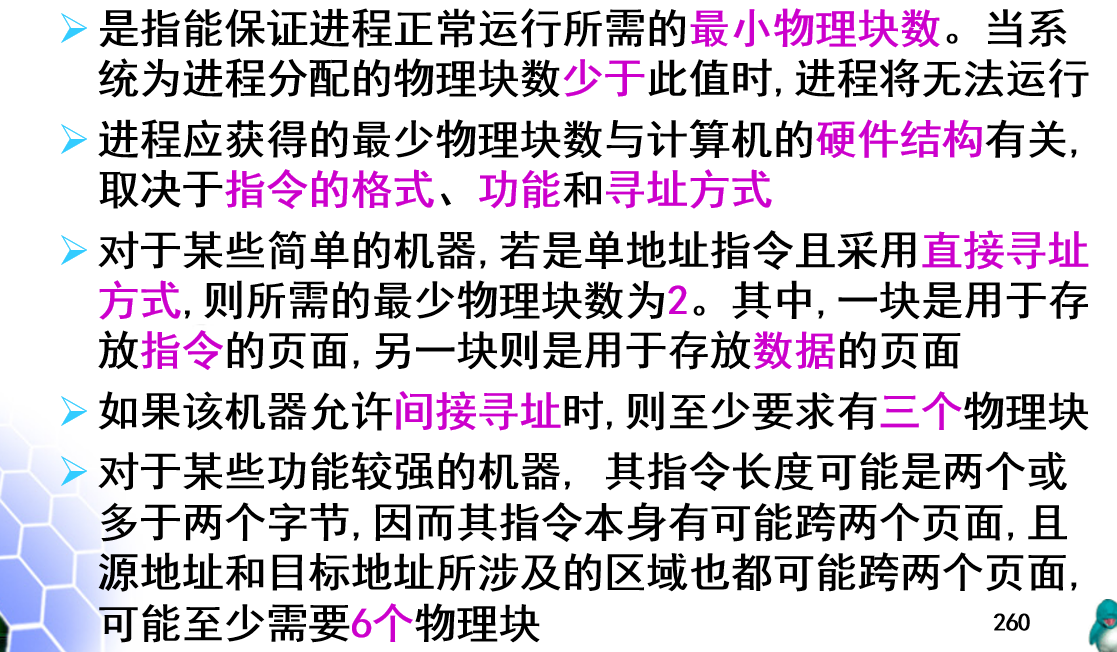 是指能保证进程正常运行所需的最小物理块数。当系
统为进程分配的物理块数少于此值时,进程将无法运行
进程应获得的最少物理块数与计算机的硬件结构有关,
取决于指令的格式、功能和寻址方式
对于某些简单的机器,若是单地址指令且采用直接寻址
方式,则所需的最少物理块数为2。其中,一块是用于存
放指令的页面,另一块则是用于存放数据的页面
如果该机器允许间接寻址时,则至少要求有三个物理块
对于某些功能较强的机器, 其指令长度可能是两个或
多于两个字节,因而其指令本身有可能跨两个页面,且
源地址和目标地址所涉及的区域也都可能跨两个页面,
可能至少需要6个物理块
260